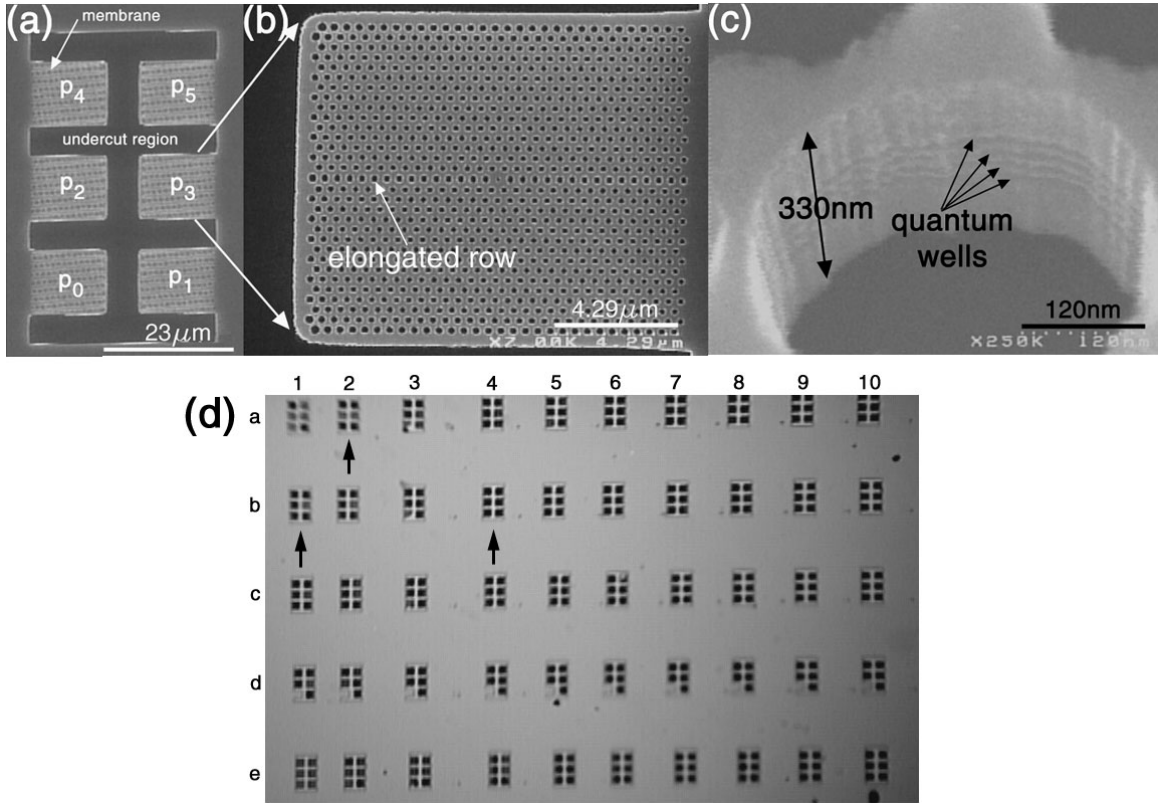 (a)
membrane
p4
p5
undercut region
p2
p3
p0
p1
23μm
(b)
elongated row
4.29μm
X7.00K 4.29μm
(c)
330nm
quantum
wells
120nm
X250K 120nm
(d)
1 2 3 4 5 6 7 8 9 10
a
b
c
d
e